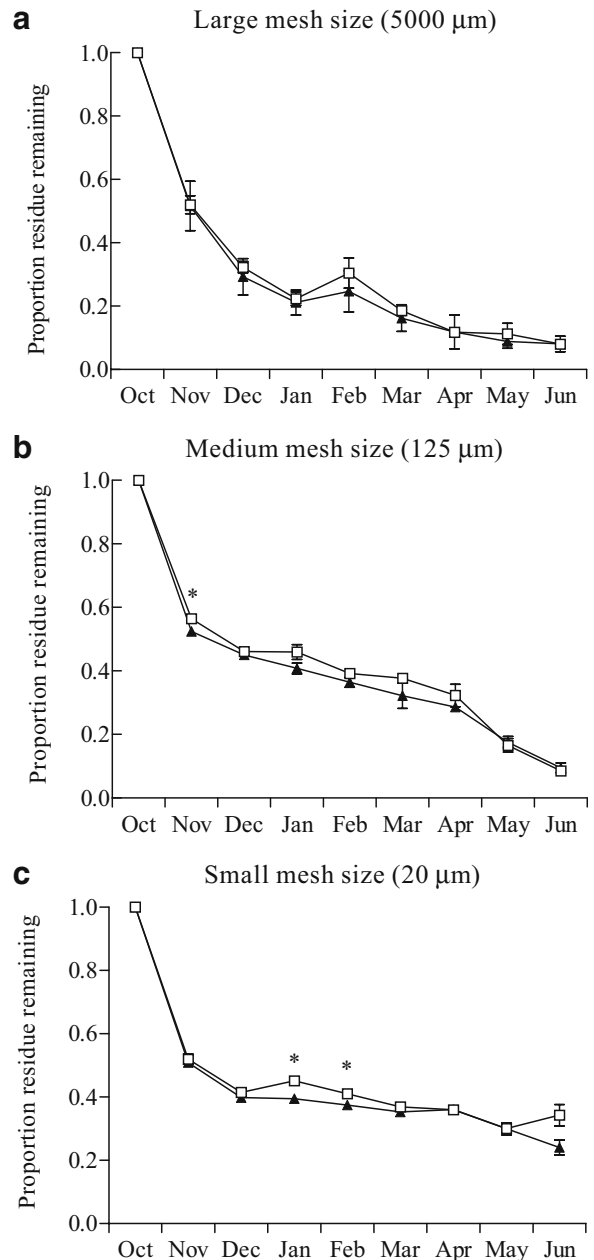 a Large mesh size (5000 μm)
Proportion residue remaining
1.0
0.8
0.6
0.4
0.2
0.0
Oct Nov Dec Jan Feb Mar Apr May Jun
b Medium mesh size (125 μm)
Proportion residue remaining
1.0
0.8
*
0.6
0.4
0.2
0.0
Oct Nov Dec Jan Feb Mar Apr May Jun
c Small mesh size (20 μm)
Proportion residue remaining
1.0
0.8
0.6
* *
0.4
0.2
0.0
Oct Nov Dec Jan Feb Mar Apr May Jun